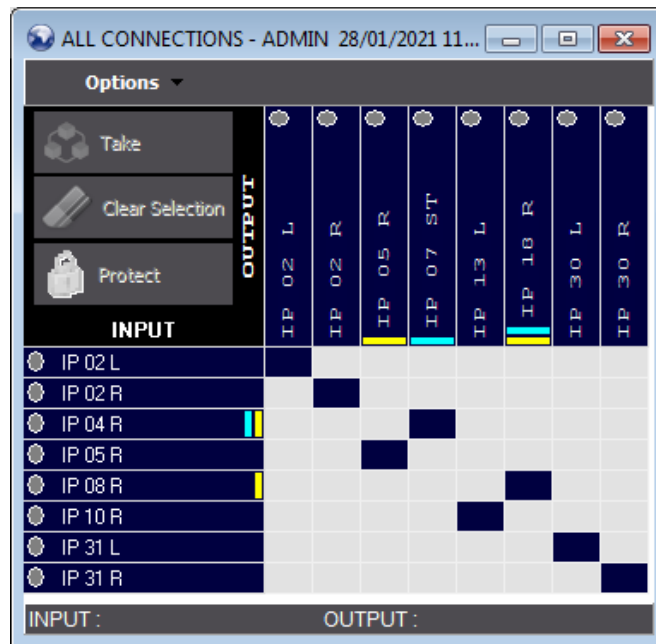 ALL CONNECTIONS - ADMIN 28/01/2021 11...
Options
Take
Clear Selection
Protect
OUTPUT
INPUT
IP 02 L
IP 02 R
IP 05 R
IP 07 ST
IP 13 L
IP 18 R
IP 30 L
IP 30 R
IP 02 L
IP 02 R
IP 04 R
IP 05 R
IP 08 R
IP 10 R
IP 31 L
IP 31 R
INPUT : OUTPUT :